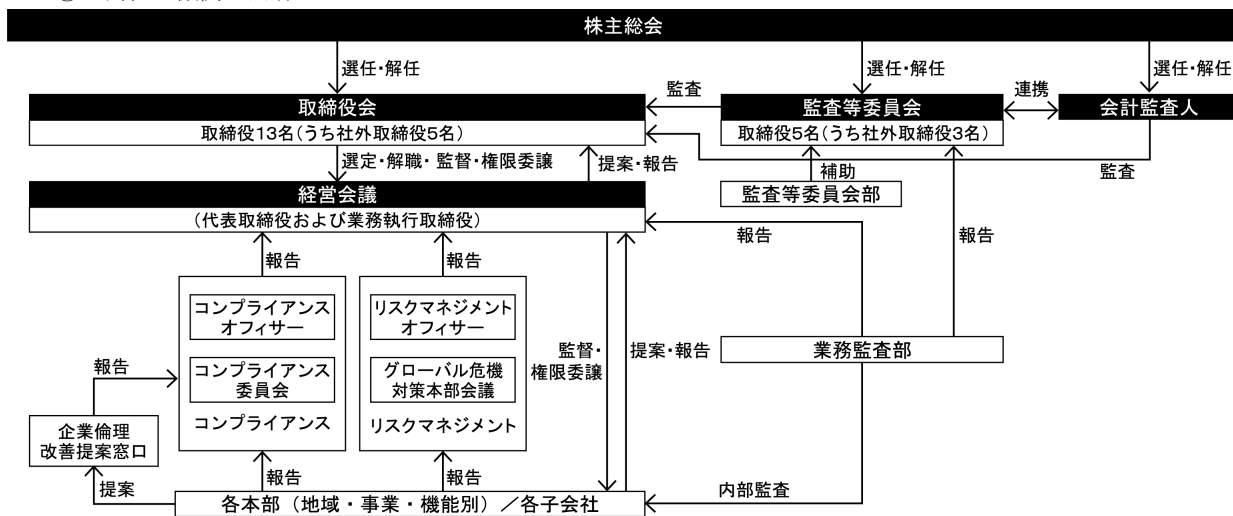 株主総会
選任・解任
選任・解任
選任・解任
取締役会
取締役13名(うち社外取締役5名)
監査
監査等委員会
取締役5名(うち社外取締役3名)
連携
会計監査人
選定・解職・監督・権限委譲
提案・報告
補助
監査
監査等委員会部
経営会議
(代表取締役および業務執行取締役)
報告
報告
報告
報告
コンプライアンス
オフィサー
コンプライアンス
委員会
コンプライアンス
リスクマネジメント
オフィサー
グローバル危機
対策本部会議
リスクマネジメント
監督・
権限委譲
提案・報告
業務監査部
報告
企業倫理
改善提案窓口
提案
報告
報告
内部監査
各本部(地域・事業・機能別)/各子会社